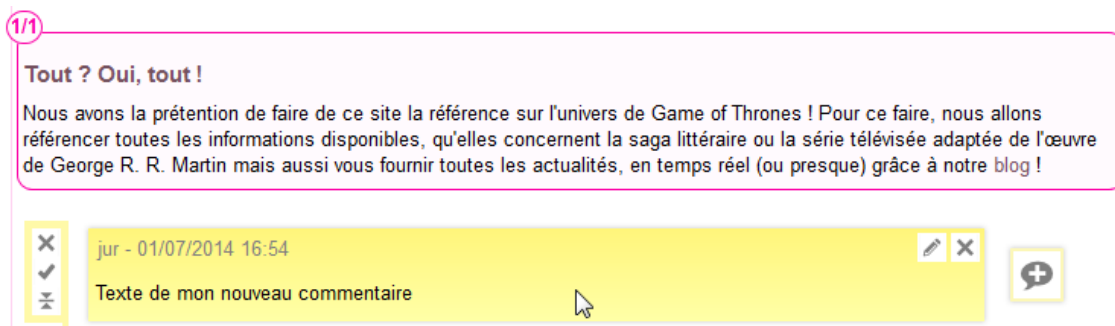 1/1
Tout ? Oui, tout !
Nous avons la prétention de faire de ce site la référence sur l'univers de Game of Thrones ! Pour ce faire, nous allons
référencer toutes les informations disponibles, qu'elles concernent la saga littéraire ou la série télévisée adaptée de l'œuvre
de George R. R. Martin mais aussi vous fournir toutes les actualités, en temps réel (ou presque) grâce à notre blog !
jur - 01/07/2014 16:54
Texte de mon nouveau commentaire